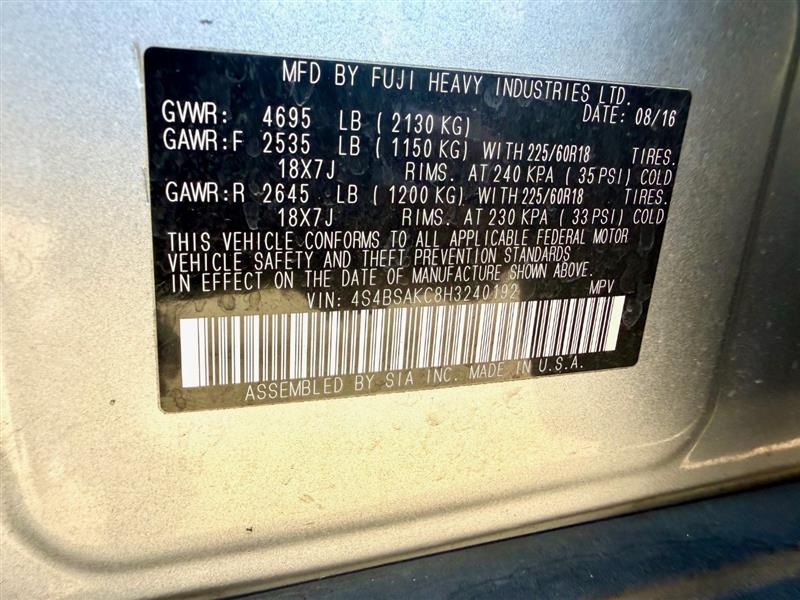 MFD BY FUJI HEAVY INDUSTRIES LTD.
GVWR: 4695 LB ( 2130 KG) DATE: 08/16
GAWR:F 2535 LB ( 1150 KG) WITH 225/60R18 TIRES.
18X7J RIMS. AT 240 KPA ( 35 PSI) COLD
GAWR:R 2645 LB ( 1200 KG) WITH 225/60R18 TIRES.
18X7J RIMS. AT 230 KPA ( 33 PSI) COLD
THIS VEHICLE CONFORMS TO ALL APPLICABLE FEDERAL MOTOR
VEHICLE SAFETY AND THEFT PREVENTION STANDARDS
IN EFFECT ON THE DATE OF MANUFACTURE SHOWN ABOVE.
VIN: 4S4BSAKC8H3240192 MPV
ASSEMBLED BY SIA INC. MADE IN U.S.A.